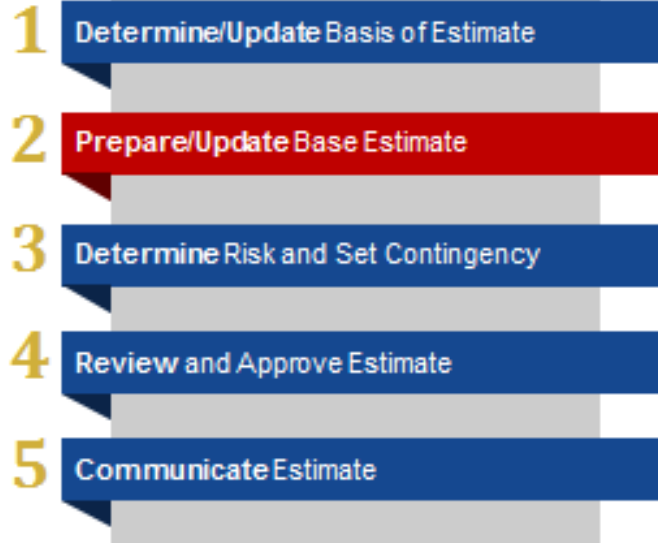 1 Determine/Update Basis of Estimate
2 Prepare/Update Base Estimate
3 Determine Risk and Set Contingency
4 Review and Approve Estimate
5 Communicate Estimate